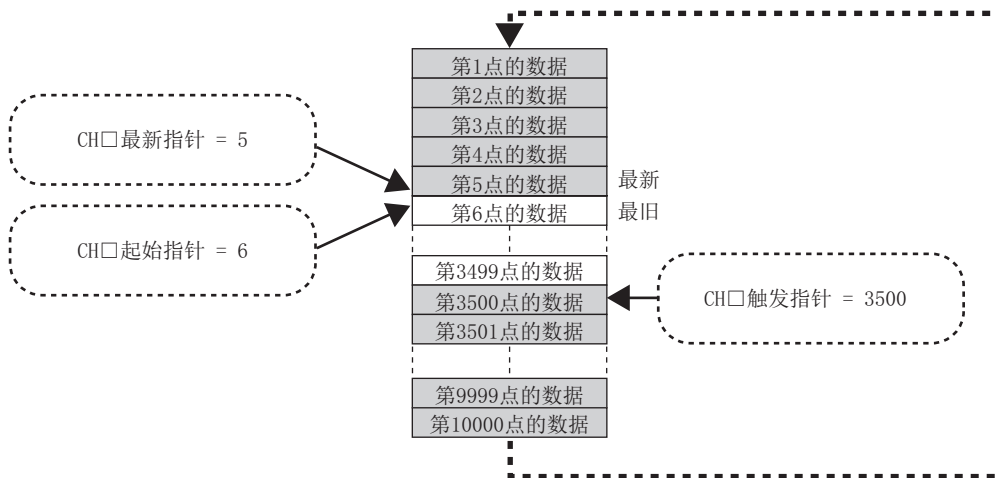 第1点的数据
第2点的数据
第3点的数据
CH□最新指针 = 5
第4点的数据
第5点的数据
最新
第6点的数据
最旧
CH□起始指针 = 6
第3499点的数据
第3500点的数据
CH□触发指针 = 3500
第3501点的数据
第9999点的数据
第10000点的数据